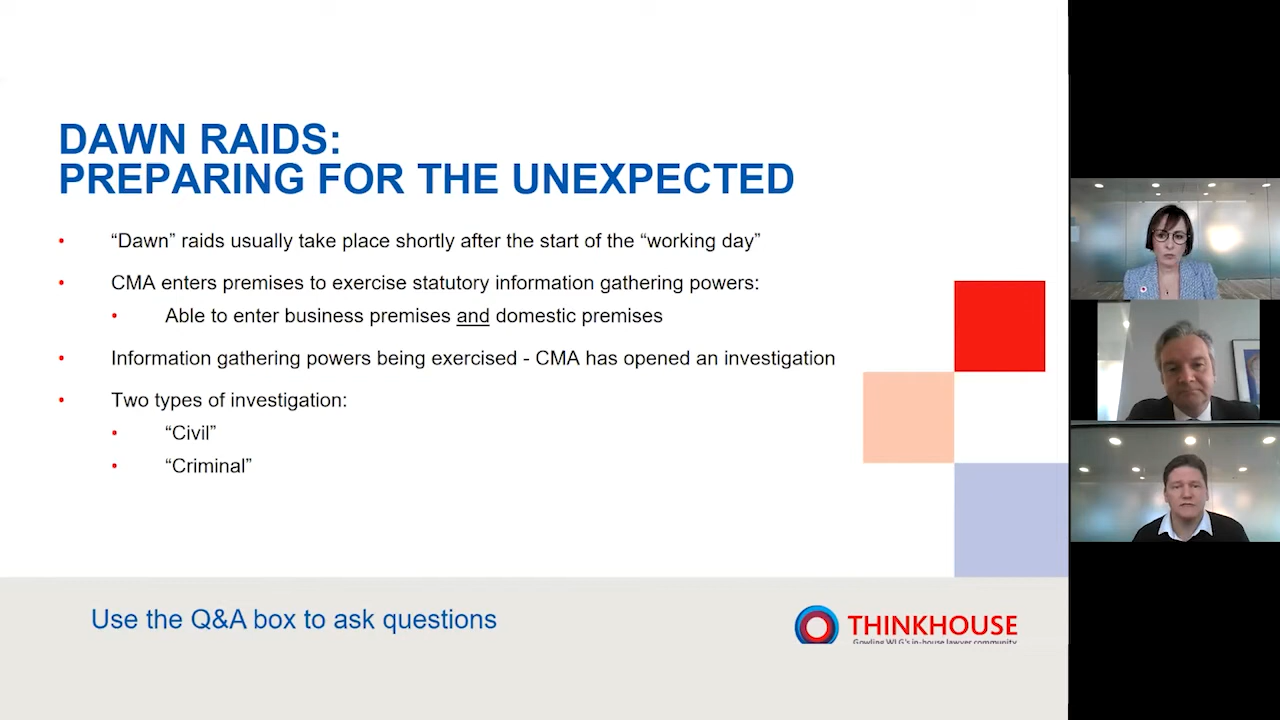 DAWN RAIDS:
PREPARING FOR THE UNEXPECTED
• “Dawn” raids usually take place shortly after the start of the “working day”
• CMA enters premises to exercise statutory information gathering powers:
• Able to enter business premises and domestic premises
• Information gathering powers being exercised - CMA has opened an investigation
• Two types of investigation:
• “Civil”
• “Criminal”
Use the Q&A box to ask questions
THINKHOUSE
Gowling WLG's in-house lawyer community